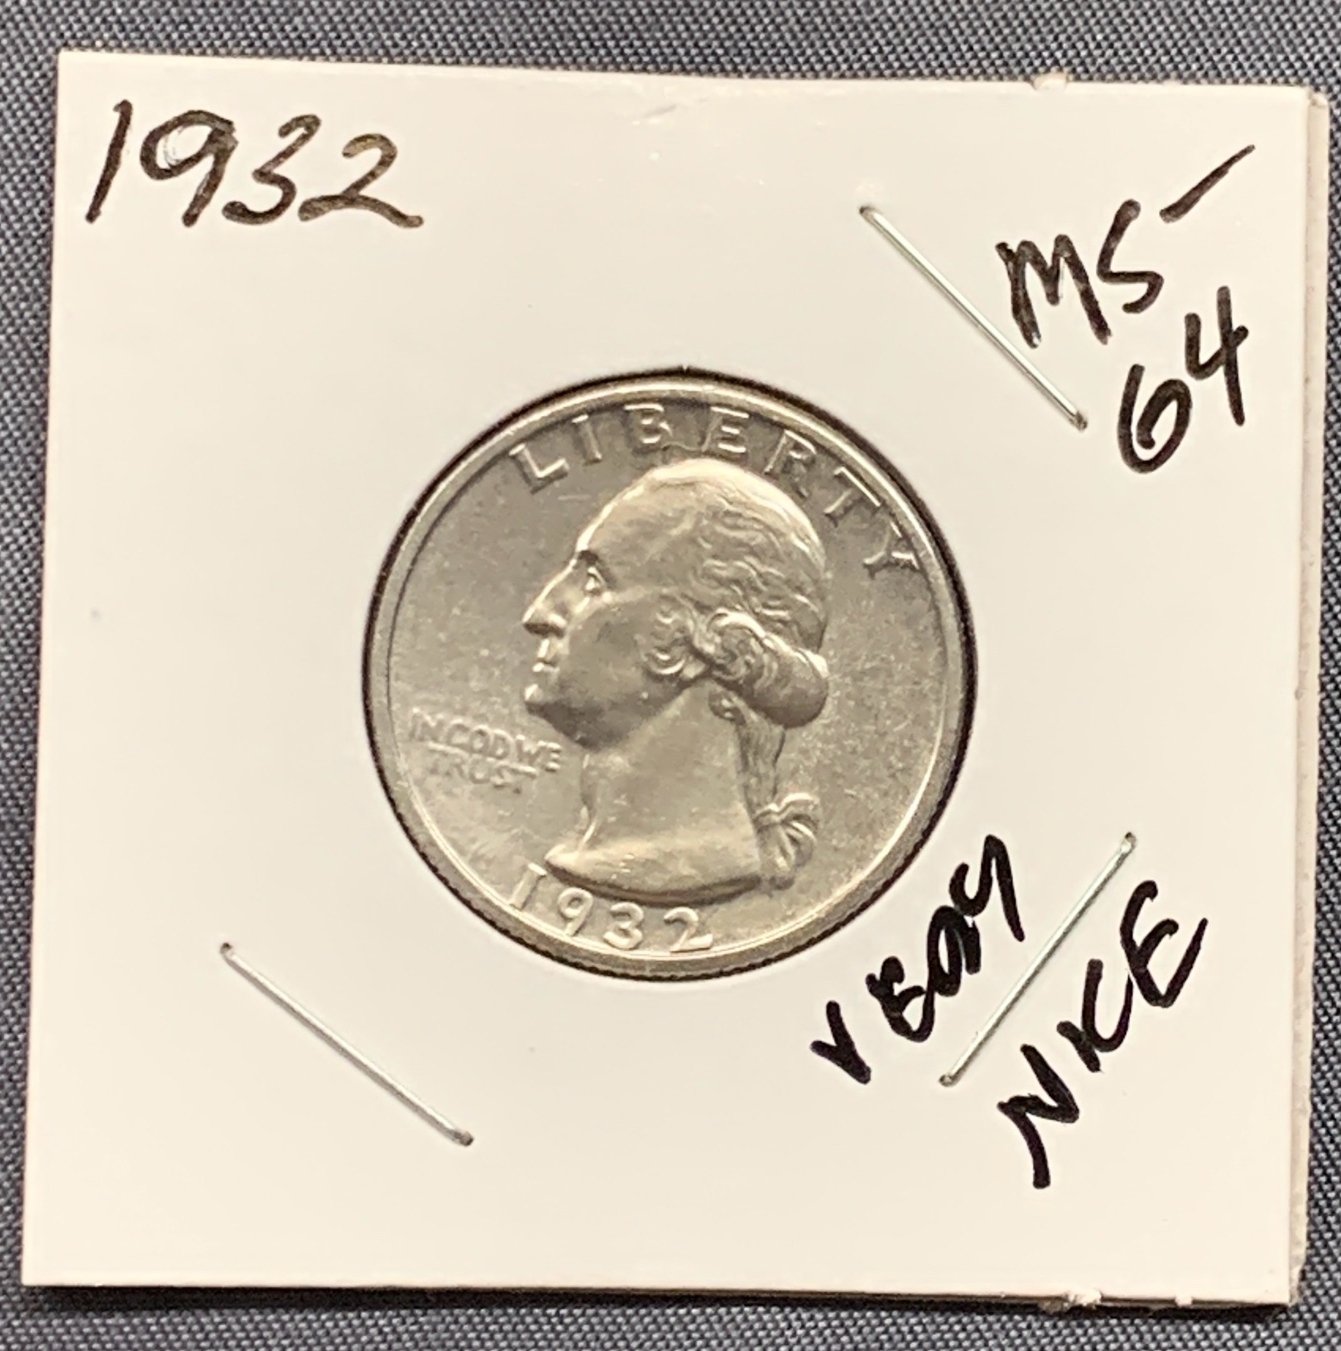 1932
MS-
64
LIBERTY
IN GOD WE
TRUST
1932
VERY
NICE